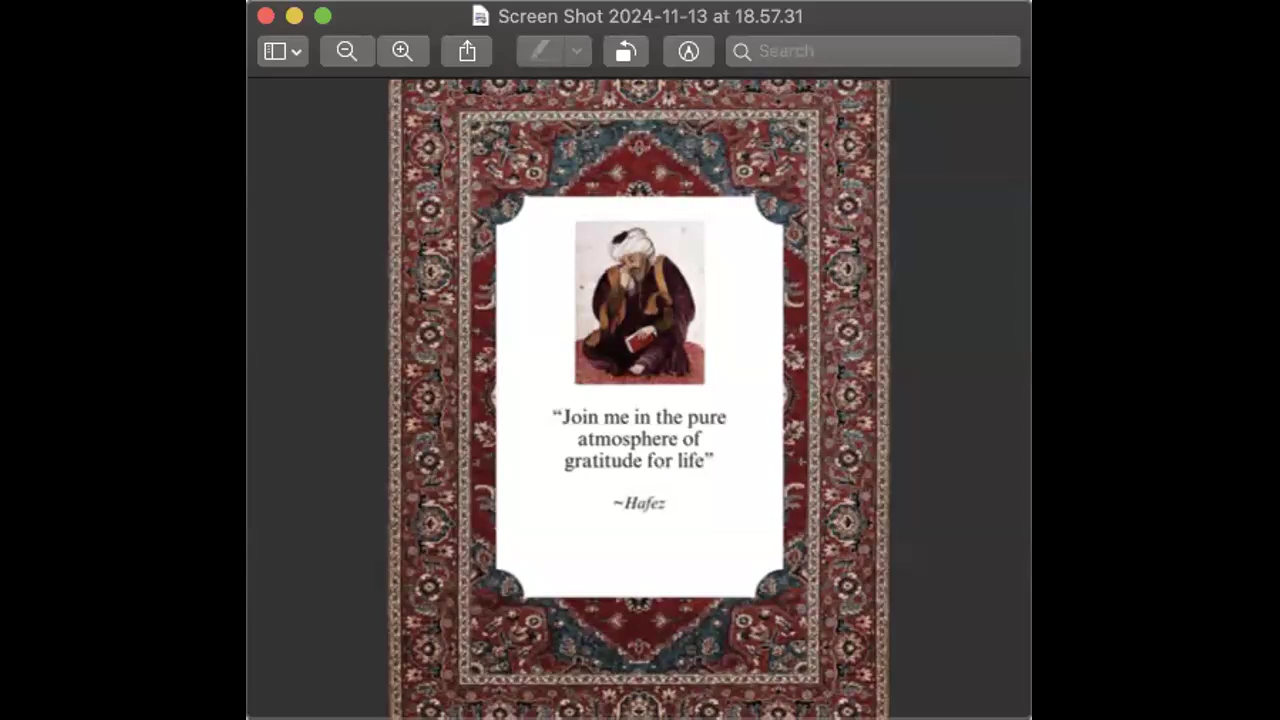 Screen Shot 2024-11-13 at 18.57.31
Search
“Join me in the pure
atmosphere of
gratitude for life”
~Hafez